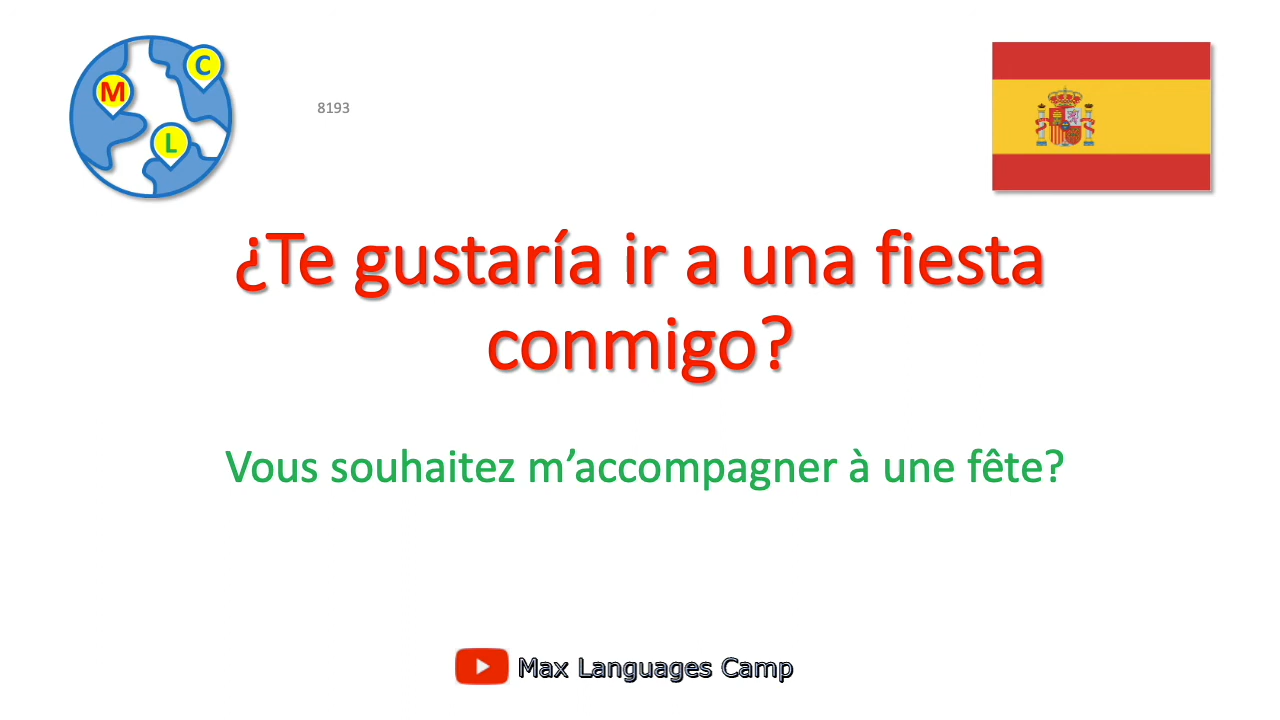 M
C
L
8193
¿Te gustaría ir a una fiesta
conmigo?
Vous souhaitez m’accompagner à une fête?
Max Languages Camp